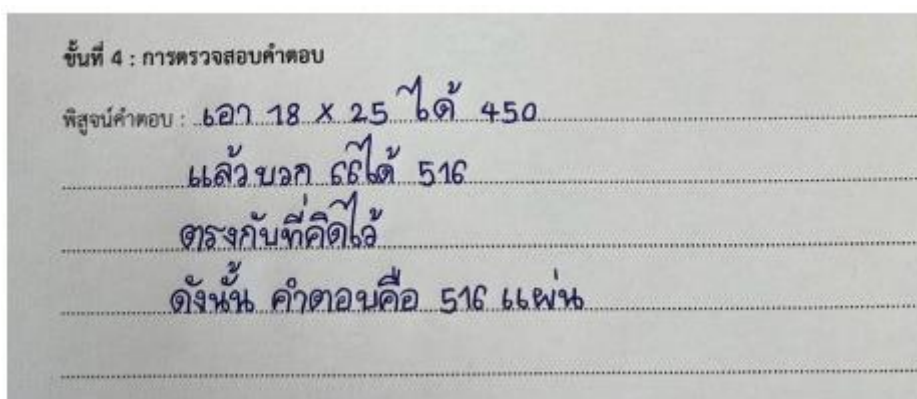 ขั้นที่ 4 : การตรวจสอบคำตอบ
พิสูจน์คำตอบ : เอา 18 x 25 ได้ 450
แล้วบวก 66ได้ 516
ตรงกับที่คิดไว้
ดังนั้น คำตอบคือ 516 แผ่น